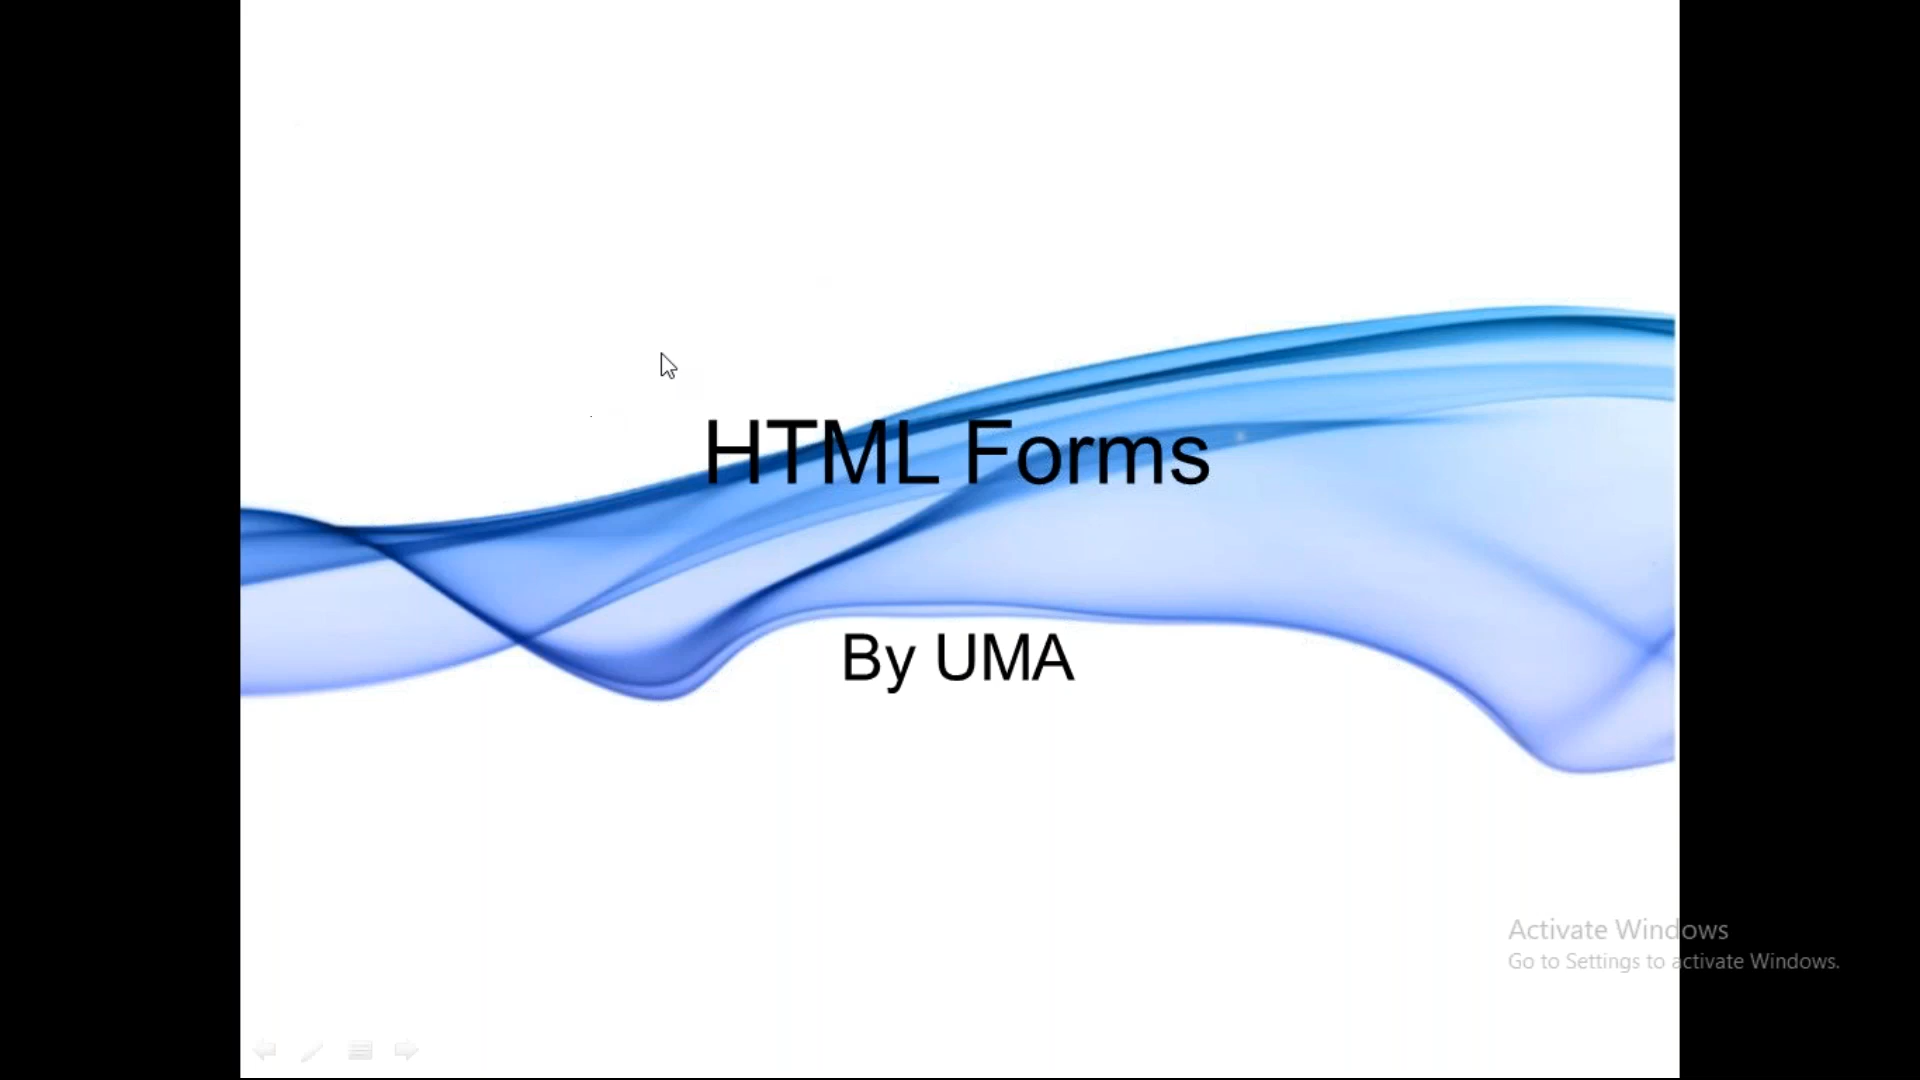 HTML Forms
By UMA
Activate Windows
Go to Settings to activate Windows.